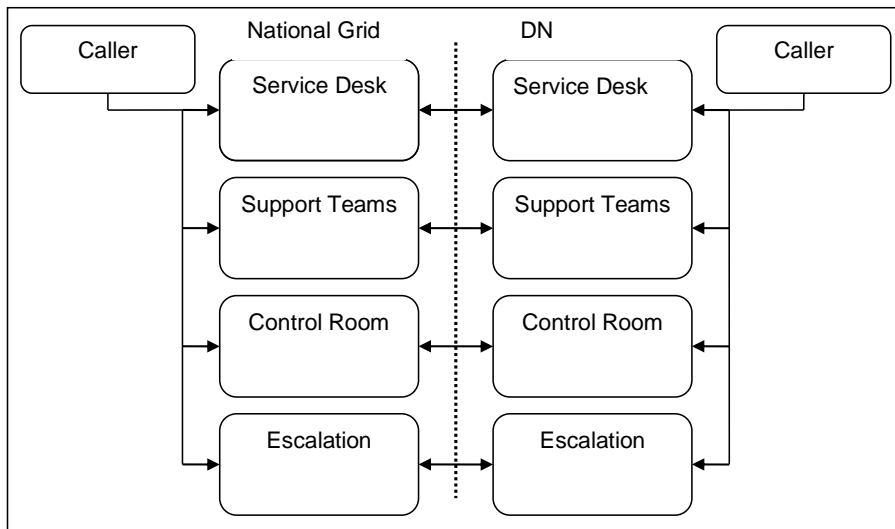 National Grid DN
Caller Caller
Service Desk Service Desk
Support Teams Support Teams
Control Room Control Room
Escalation Escalation